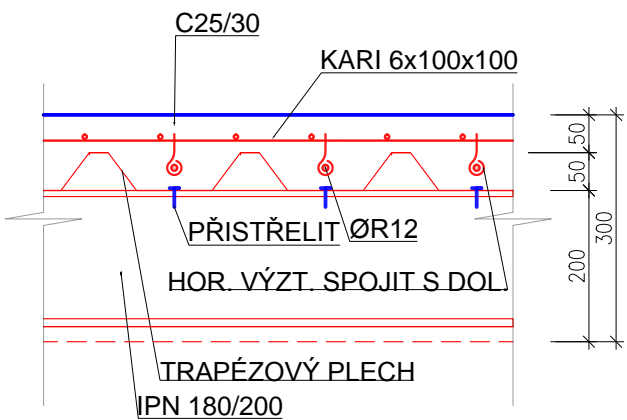 C25/30
KARI 6x100x100
50
50
300
200
PŘISTŘELIT
ØR12
HOR. VÝZT. SPOJIT S DOL.
TRAPÉZOVÝ PLECH
IPN 180/200